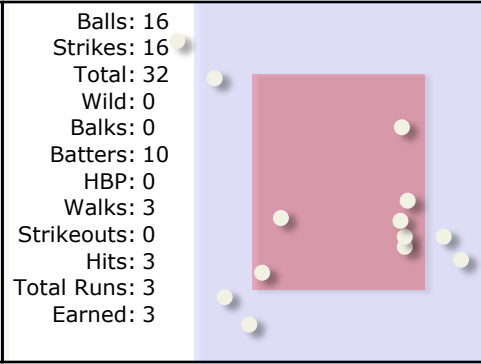 Balls: 16
Strikes: 16
Total: 32
Wild: 0
Balks: 0
Batters: 10
HBP: 0
Walks: 3
Strikeouts: 0
Hits: 3
Total Runs: 3
Earned: 3